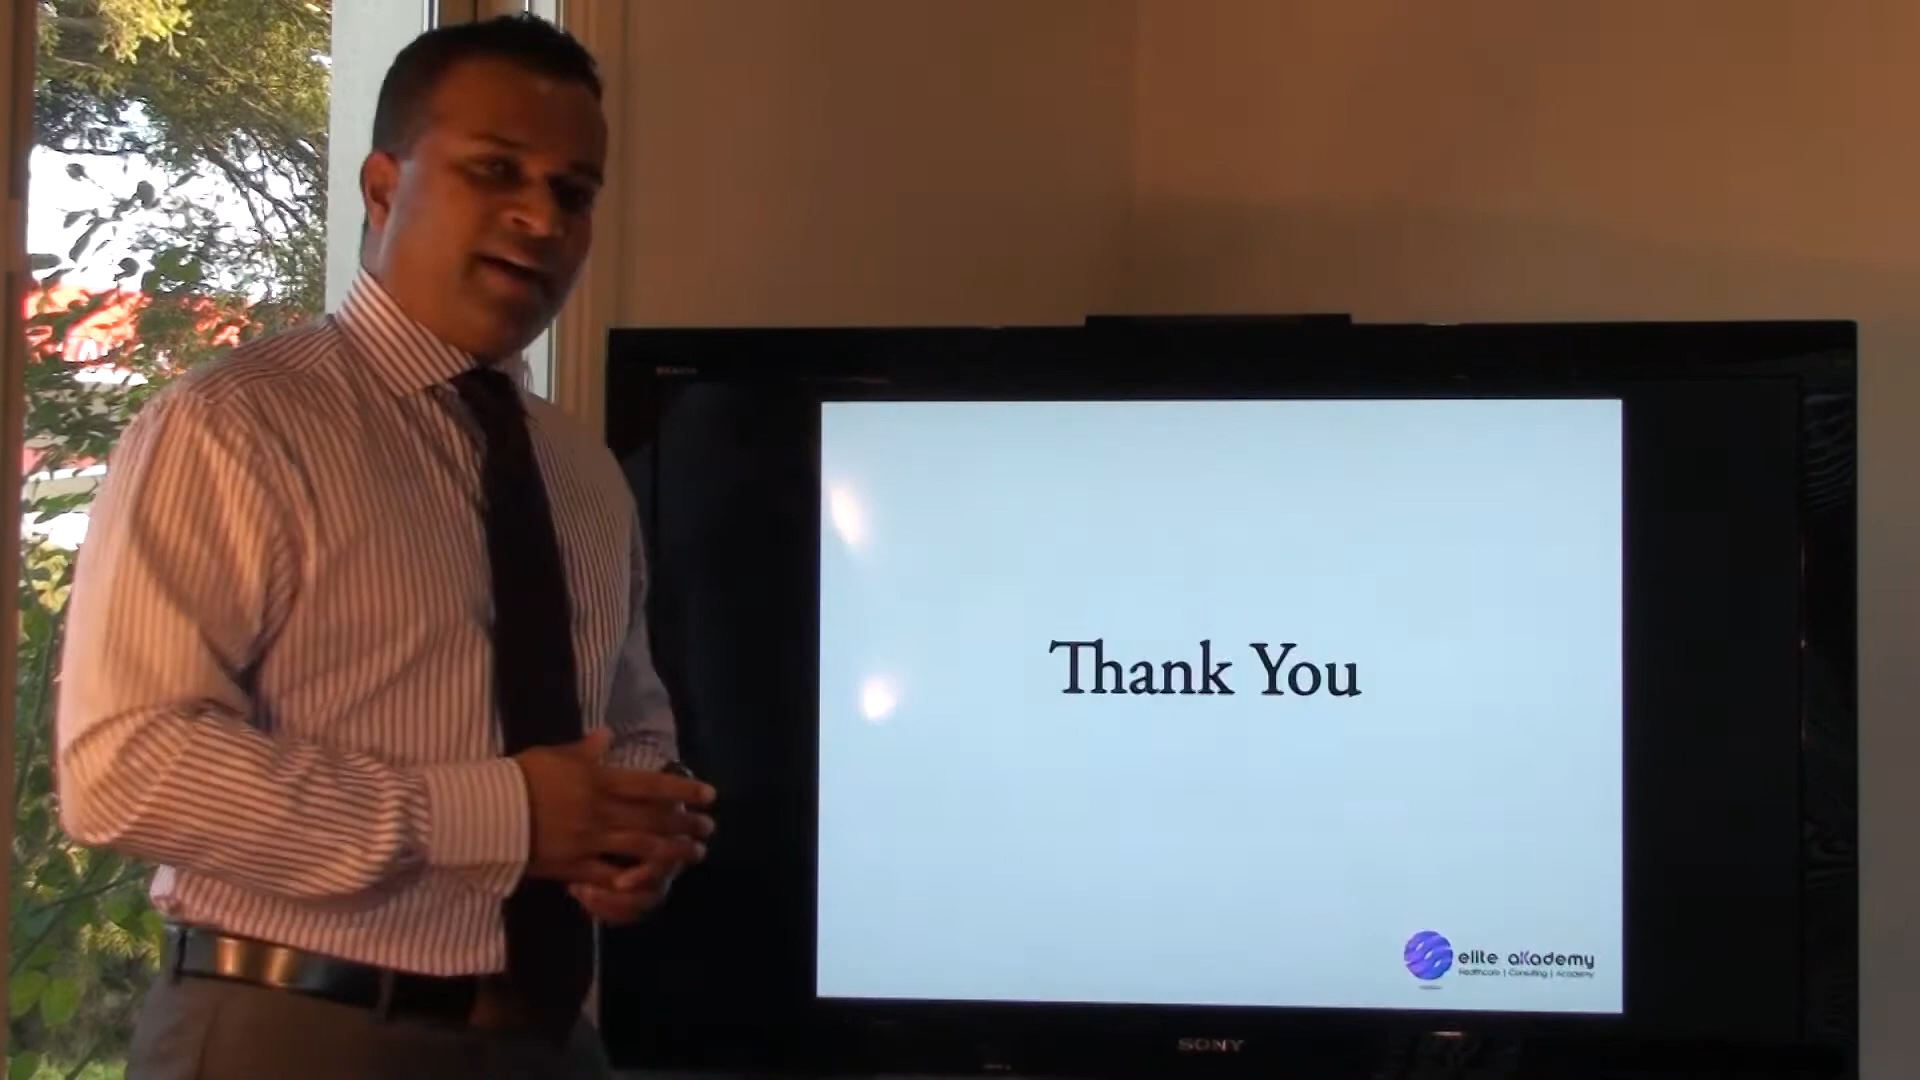 Thank You
elite aKademy
Healthcare | Consulting | Academy
SONY